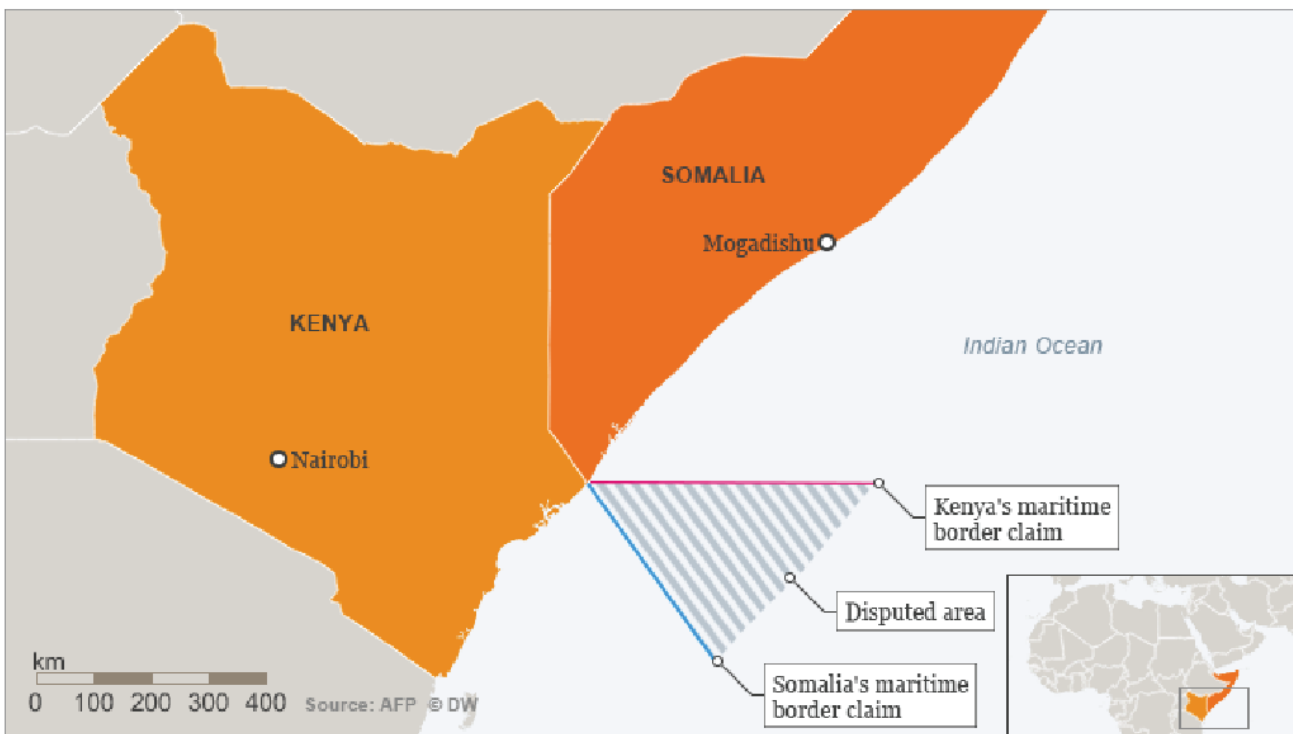 SOMALIA
Mogadishu
KENYA
Indian Ocean
Nairobi
Kenya's maritime
border claim
Disputed area
Somalia's maritime
border claim
km
0 100 200 300 400
Source: AFP © DW